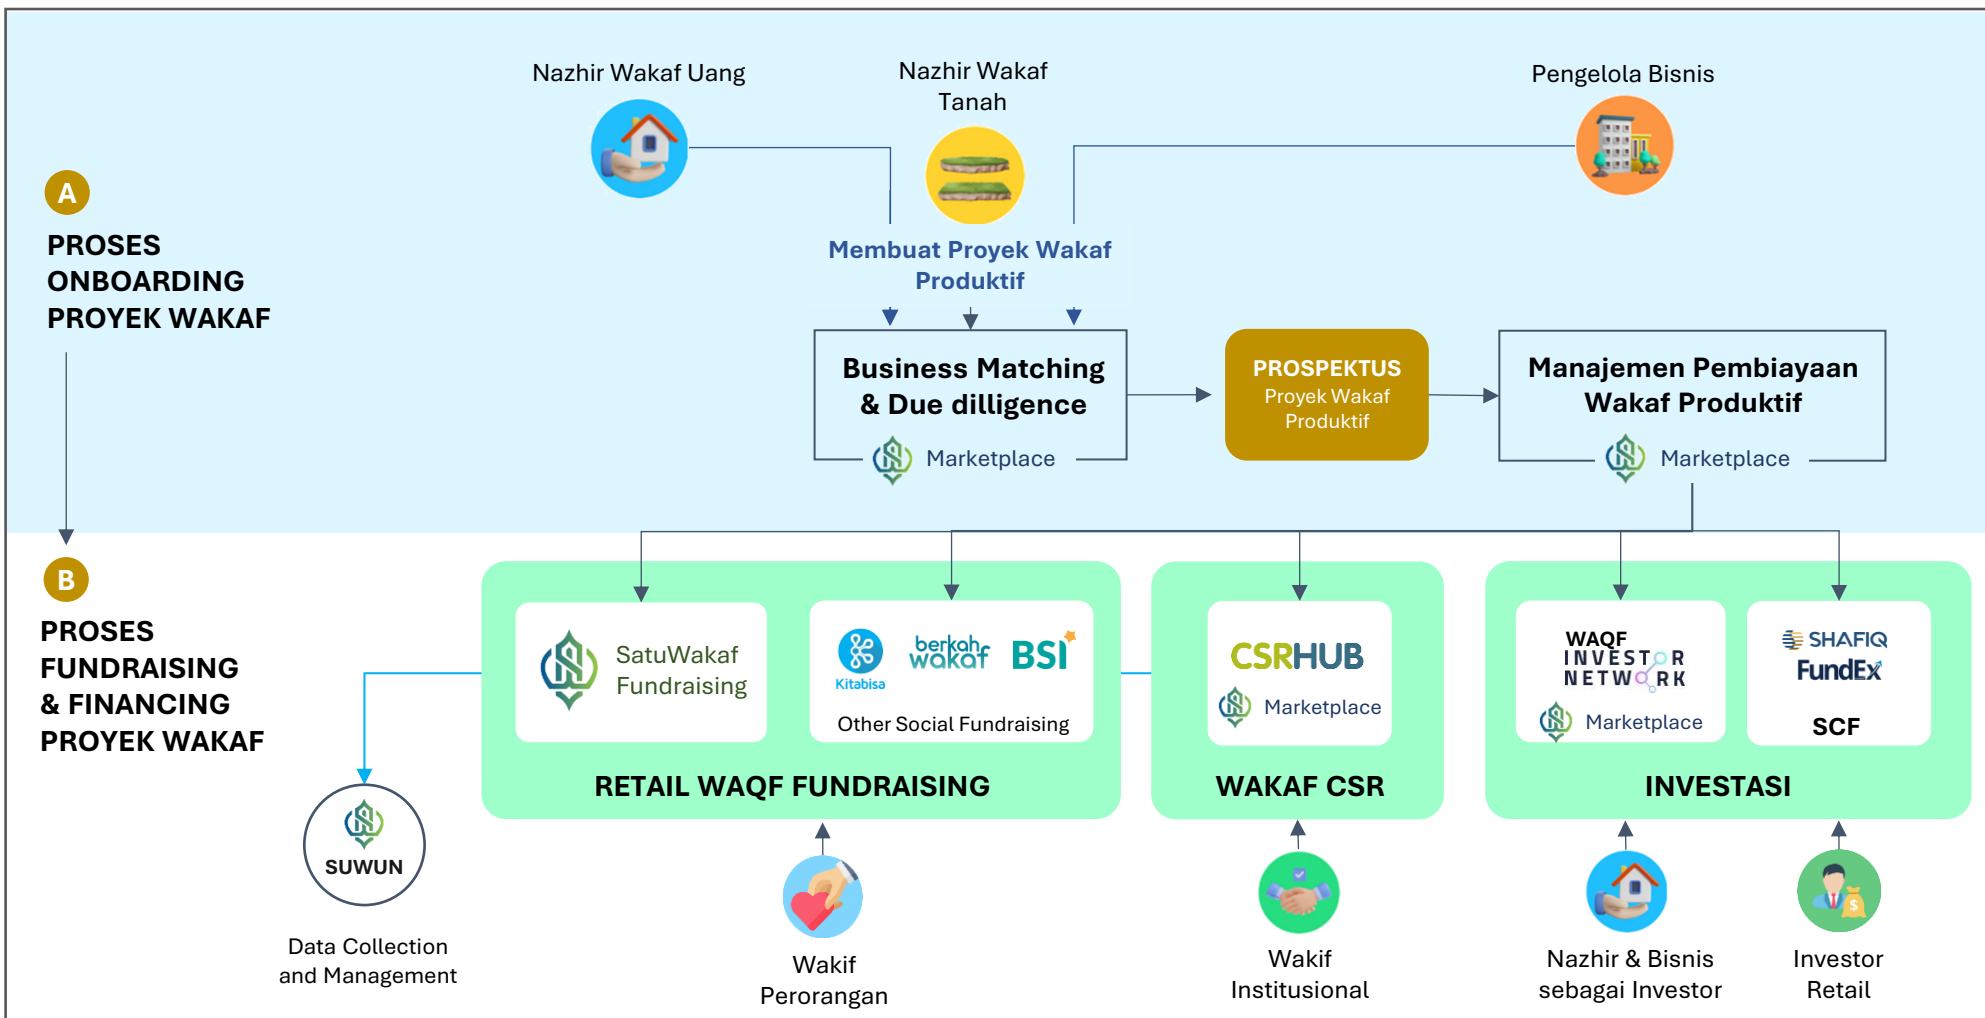 Nazhir Wakaf Uang
Nazhir Wakaf
Tanah
Pengelola Bisnis
A
PROSES
ONBOARDING
PROYEK WAKAF
Membuat Proyek Wakaf
Produktif
Business Matching
& Due dilligence
Marketplace
PROSPEKTUS
Proyek Wakaf
Produktif
Manajemen Pembiayaan
Wakaf Produktif
Marketplace
B
PROSES
FUNDRAISING
& FINANCING
PROYEK WAKAF
SatuWakaf
Fundraising
Kitabisa
berkah
wakaf
BSI
Other Social Fundraising
RETAIL WAQF FUNDRAISING
CSRHUB
Marketplace
WAKAF CSR
WAQF
INVESTOR
NETWORK
Marketplace
SHAFIQ
FundEx
SCF
INVESTASI
SUWUN
Data Collection
and Management
Wakif
Perorangan
Wakif
Institusional
Nazhir & Bisnis
sebagai Investor
Investor
Retail